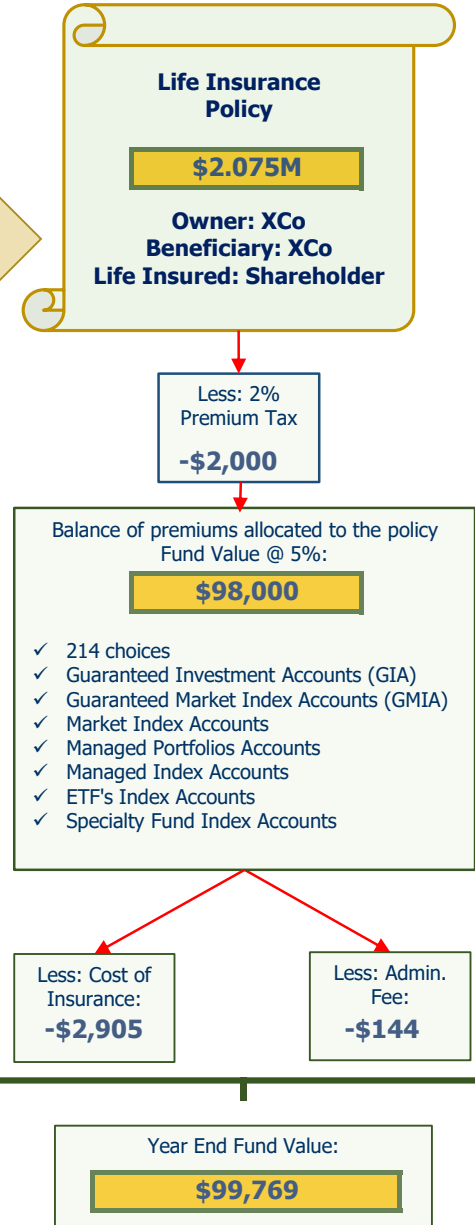 Life Insurance
Policy
$2.075M
Owner: XCo
Beneficiary: XCo
Life Insured: Shareholder
Less: 2%
Premium Tax
-$2,000
Balance of premiums allocated to the policy
Fund Value @ 5%:
$98,000
✓ 214 choices
✓ Guaranteed Investment Accounts (GIA)
✓ Guaranteed Market Index Accounts (GMIA)
✓ Market Index Accounts
✓ Managed Portfolios Accounts
✓ Managed Index Accounts
✓ ETF's Index Accounts
✓ Specialty Fund Index Accounts
Less: Cost of
Insurance:
-$2,905
Less: Admin.
Fee:
-$144
Year End Fund Value:
$99,769